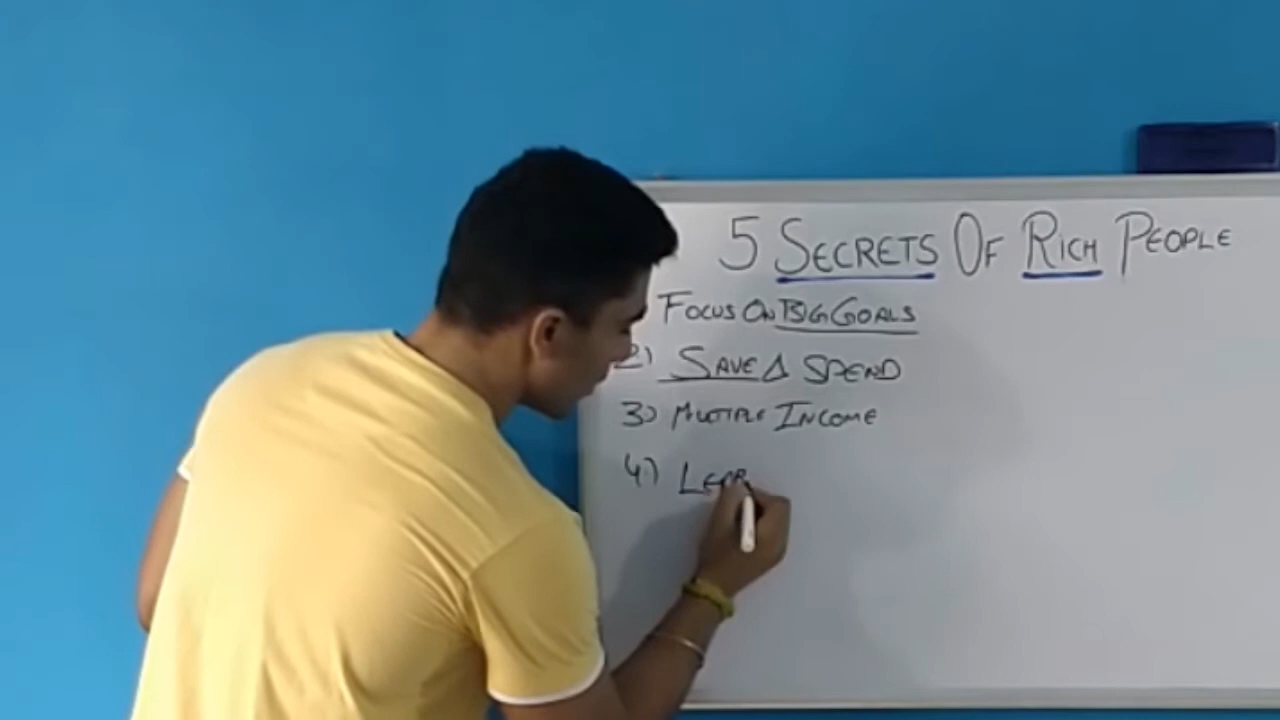 5 SECRETS OF RICH PEOPLE
FOCUS ON BIG GOALS
2) SAVE Δ SPEND
3) MULTIPLE INCOME
4) LEAR